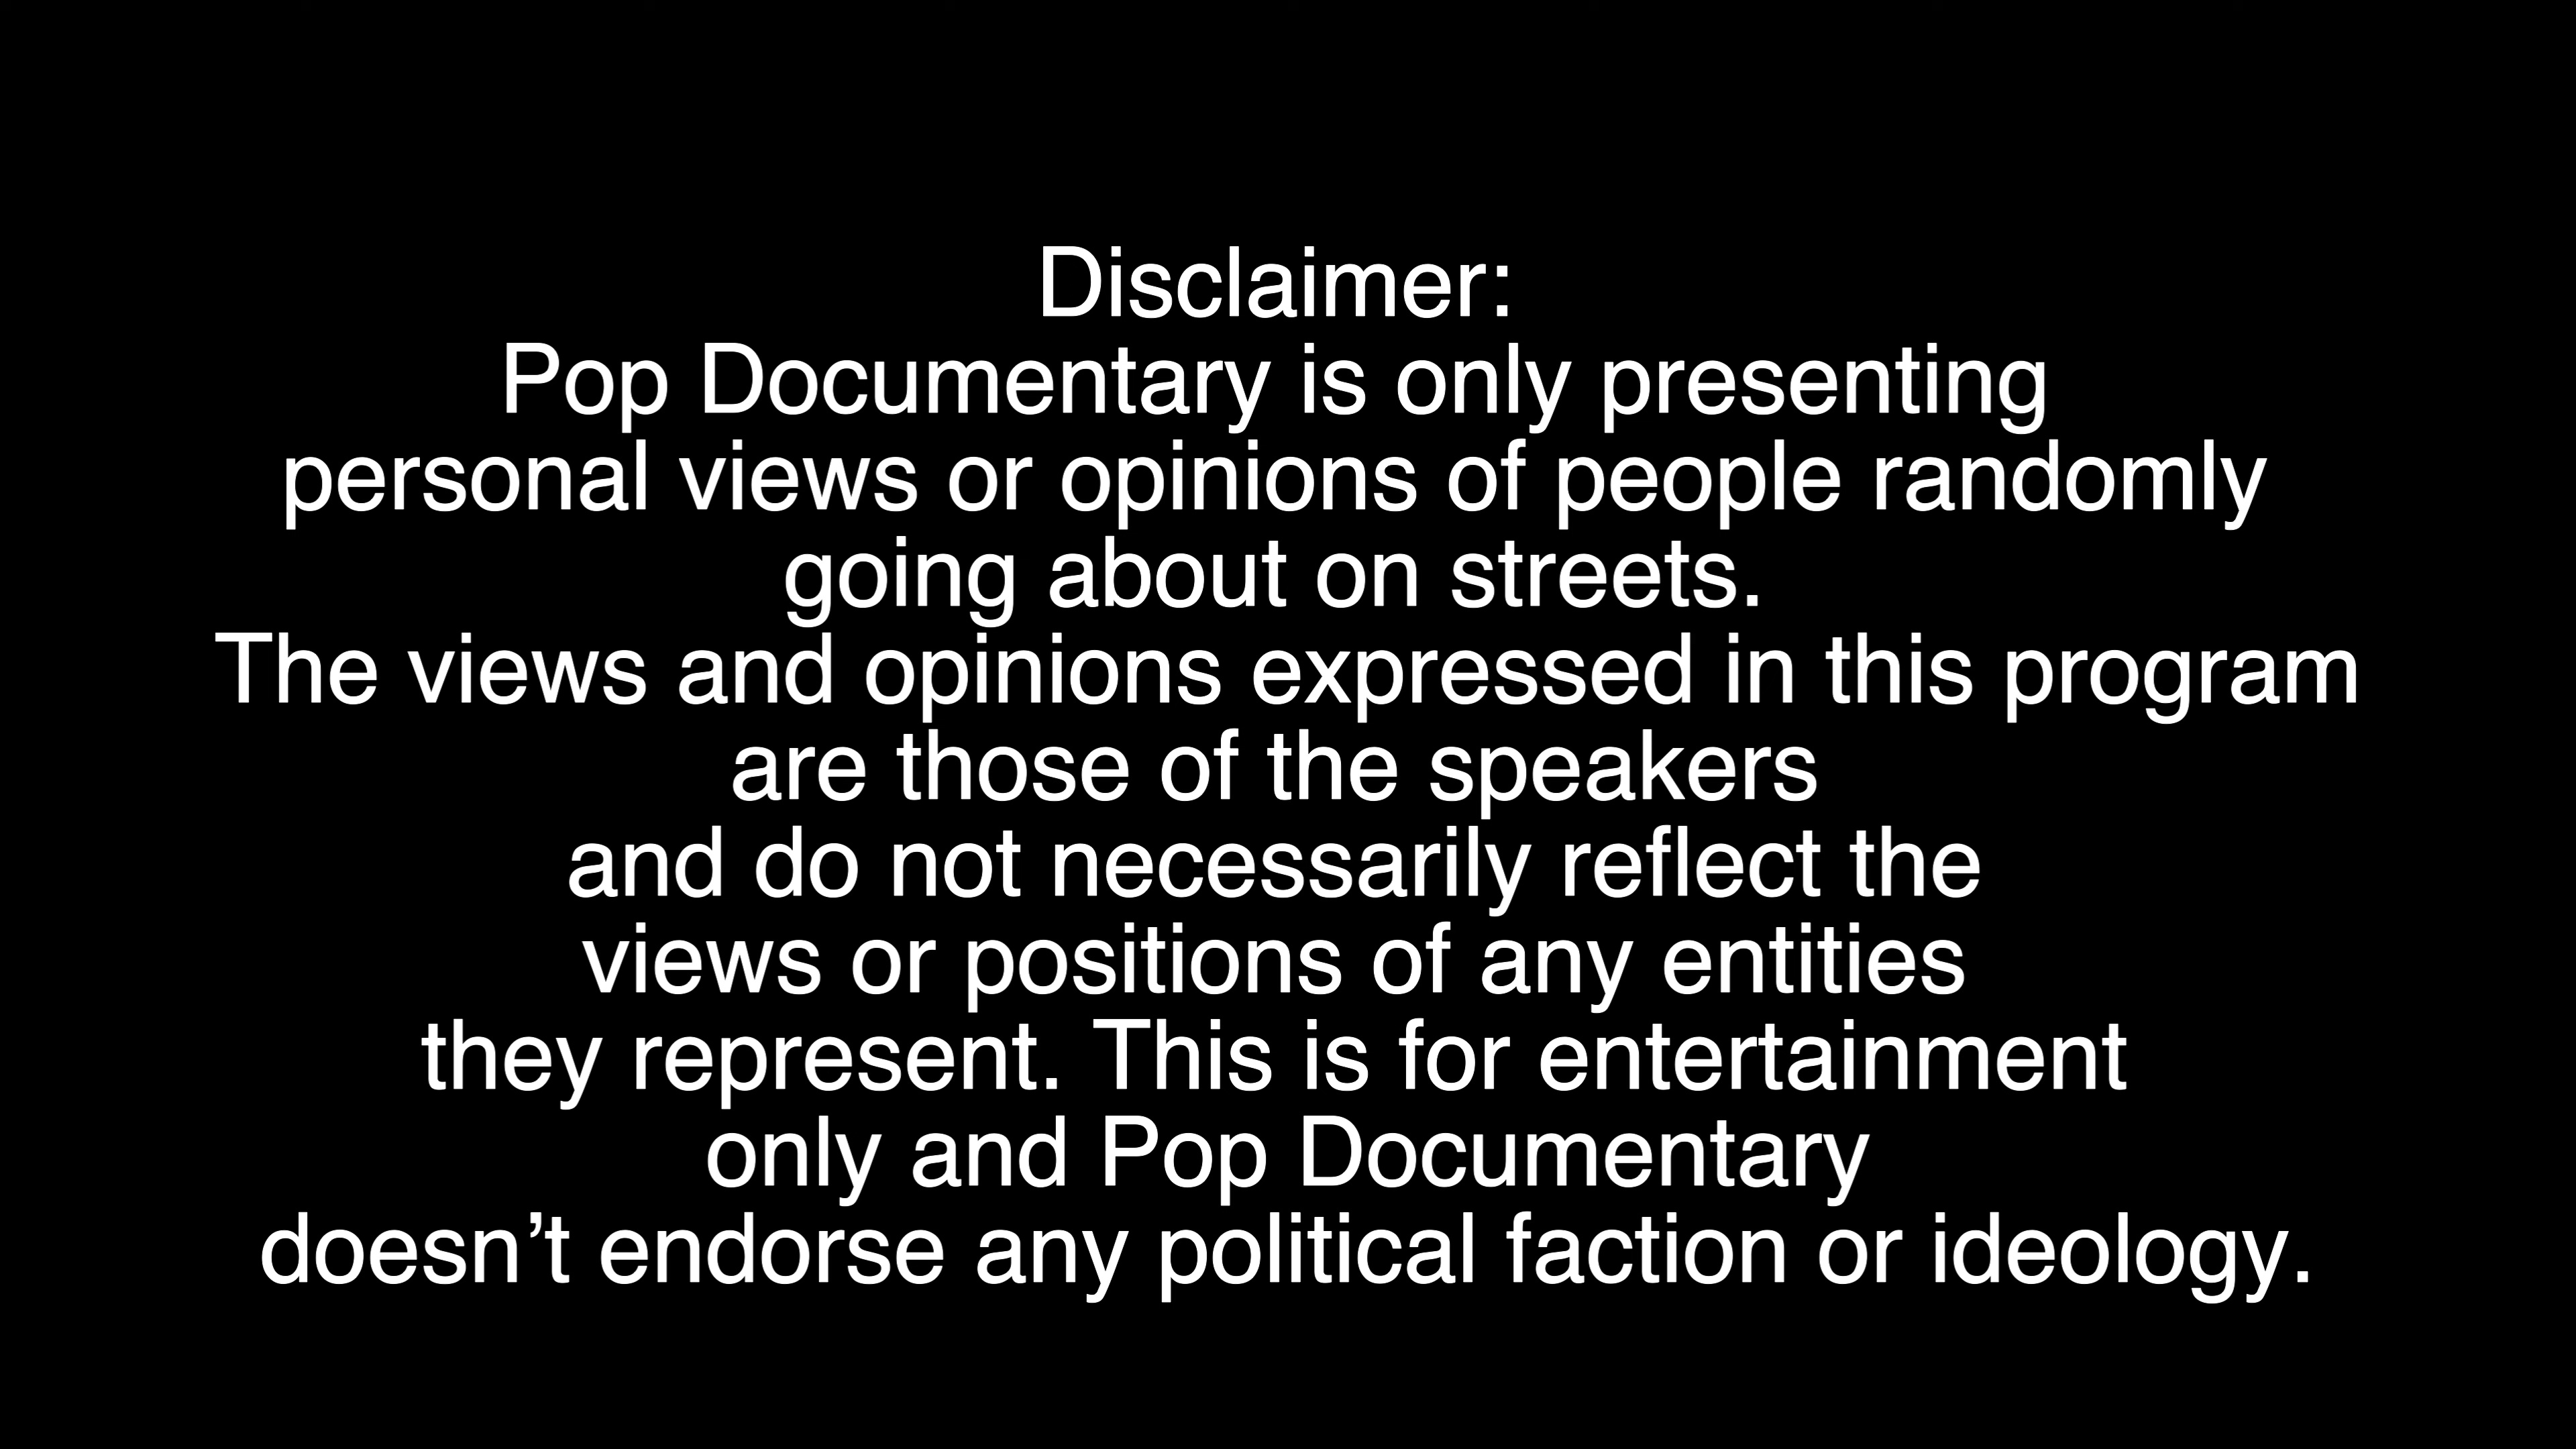 Disclaimer:
Pop Documentary is only presenting
personal views or opinions of people randomly
going about on streets.
The views and opinions expressed in this program
are those of the speakers
and do not necessarily reflect the
views or positions of any entities
they represent. This is for entertainment
only and Pop Documentary
doesn’t endorse any political faction or ideology.